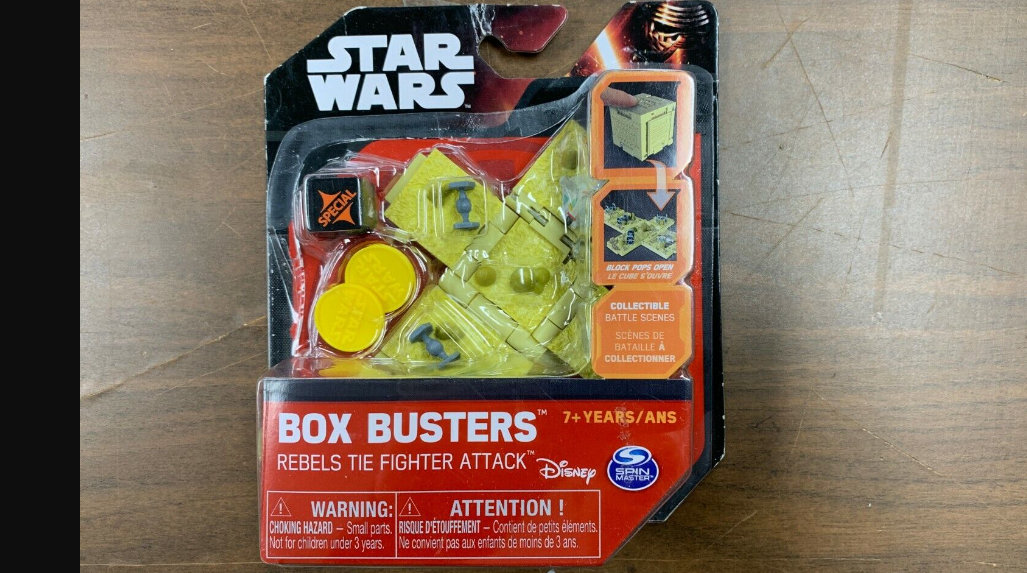 STAR
WARS™
SPECIAL
BLOCK POPS OPEN
LE CUBE S'OUVRE
COLLECTIBLE
BATTLE SCENES
SCÈNES DE
BATAILLE À
COLLECTIONNER
BOX BUSTERS™
7+ YEARS/ANS
REBELS TIE FIGHTER ATTACK™
Disney
SPIN
MASTER™
WARNING:
CHOKING HAZARD – Small parts.
Not for children under 3 years.
ATTENTION !
RISQUE D'ÉTOUFFEMENT – Contient de petits éléments.
Ne convient pas aux enfants de moins de 3 ans.